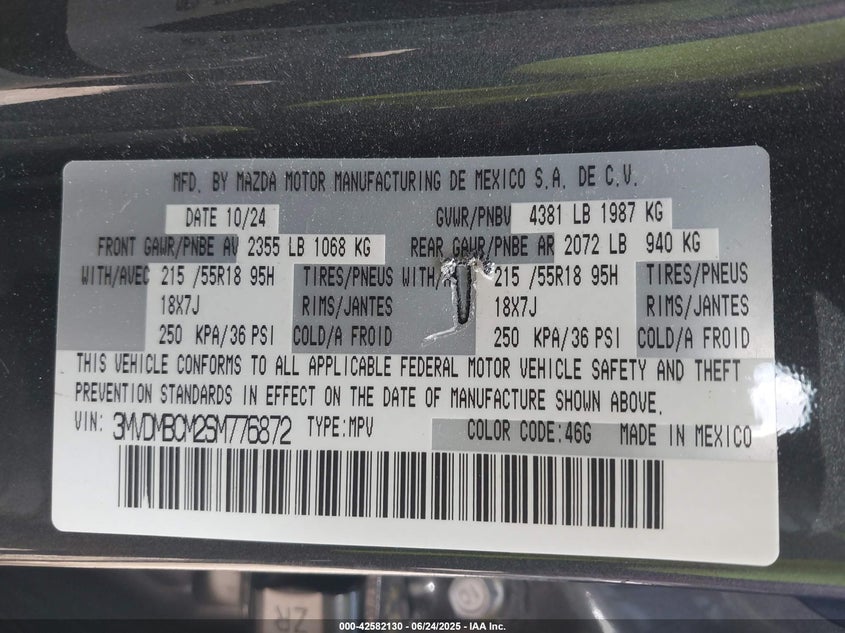 MFD. BY MAZDA MOTOR MANUFACTURING DE MEXICO S.A. DE C.V.
DATE 10/24 GVWR/PNBV 4381 LB 1987 KG
FRONT GAWR/PNBE AV 2355 LB 1068 KG REAR GAWR/PNBE AR 2072 LB 940 KG
WITH/AVEC 215 /55R18 95H TIRES/PNEUS WITH/ 215 /55R18 95H TIRES/PNEUS
18X7J RIMS/JANTES 18X7J RIMS/JANTES
250 KPA/36 PSI COLD/A FROID 250 KPA/36 PSI COLD/A FROID
THIS VEHICLE CONFORMS TO ALL APPLICABLE FEDERAL MOTOR VEHICLE SAFETY AND THEFT
PREVENTION STANDARDS IN EFFECT ON THE DATE OF MANUFACTURE SHOWN ABOVE.
VIN: 3MVDMBCM2SM776872 TYPE:MPV COLOR CODE:46G MADE IN MEXICO
ZR
000-42582130 - 06/24/2025 - IAA Inc.